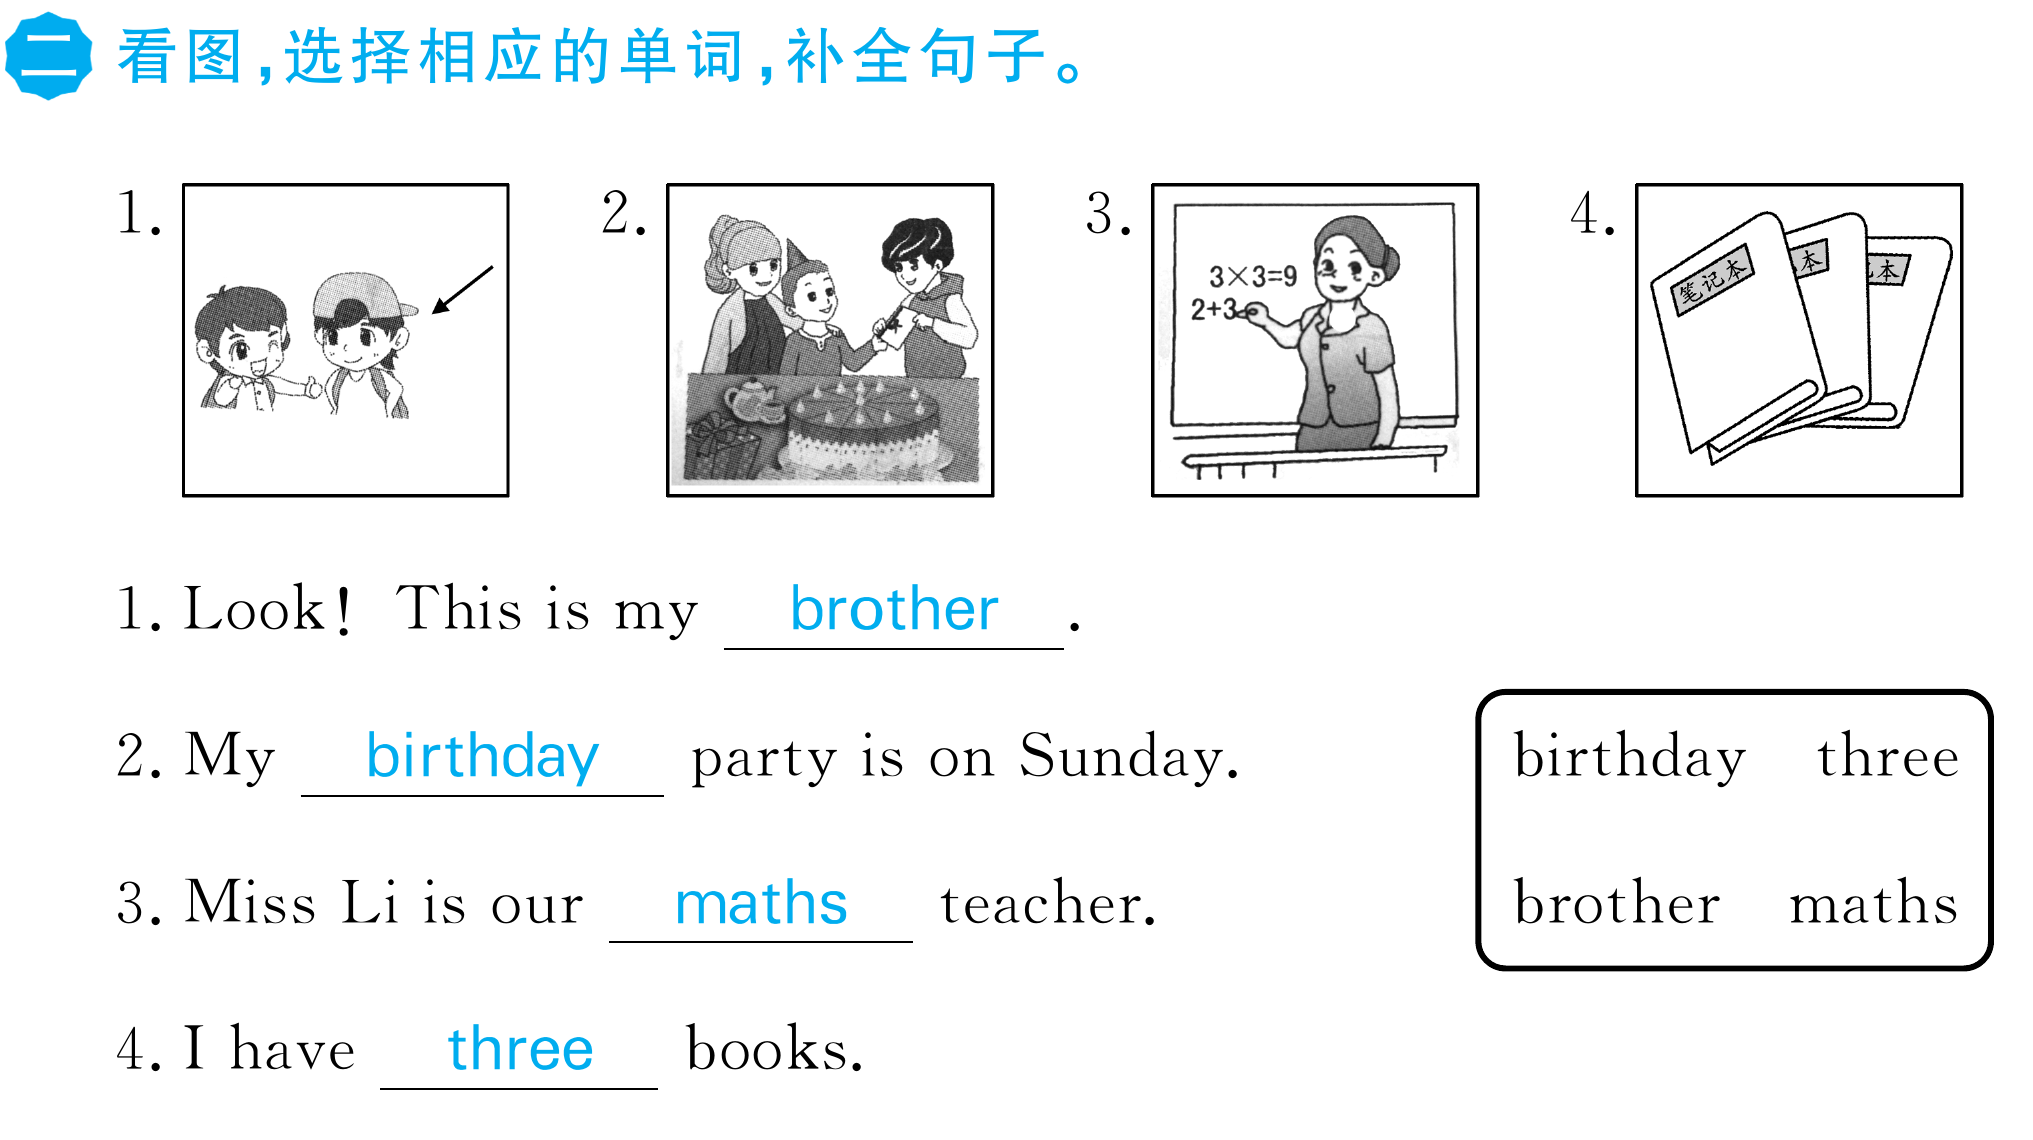 二 看图,选择相应的单词,补全句子。
1. 2. 3. 4.
3×3=9
2+3
笔记本 本 记本
1. Look! This is my brother.
2. My birthday party is on Sunday.
3. Miss Li is our maths teacher.
4. I have three books.
birthday three
brother maths